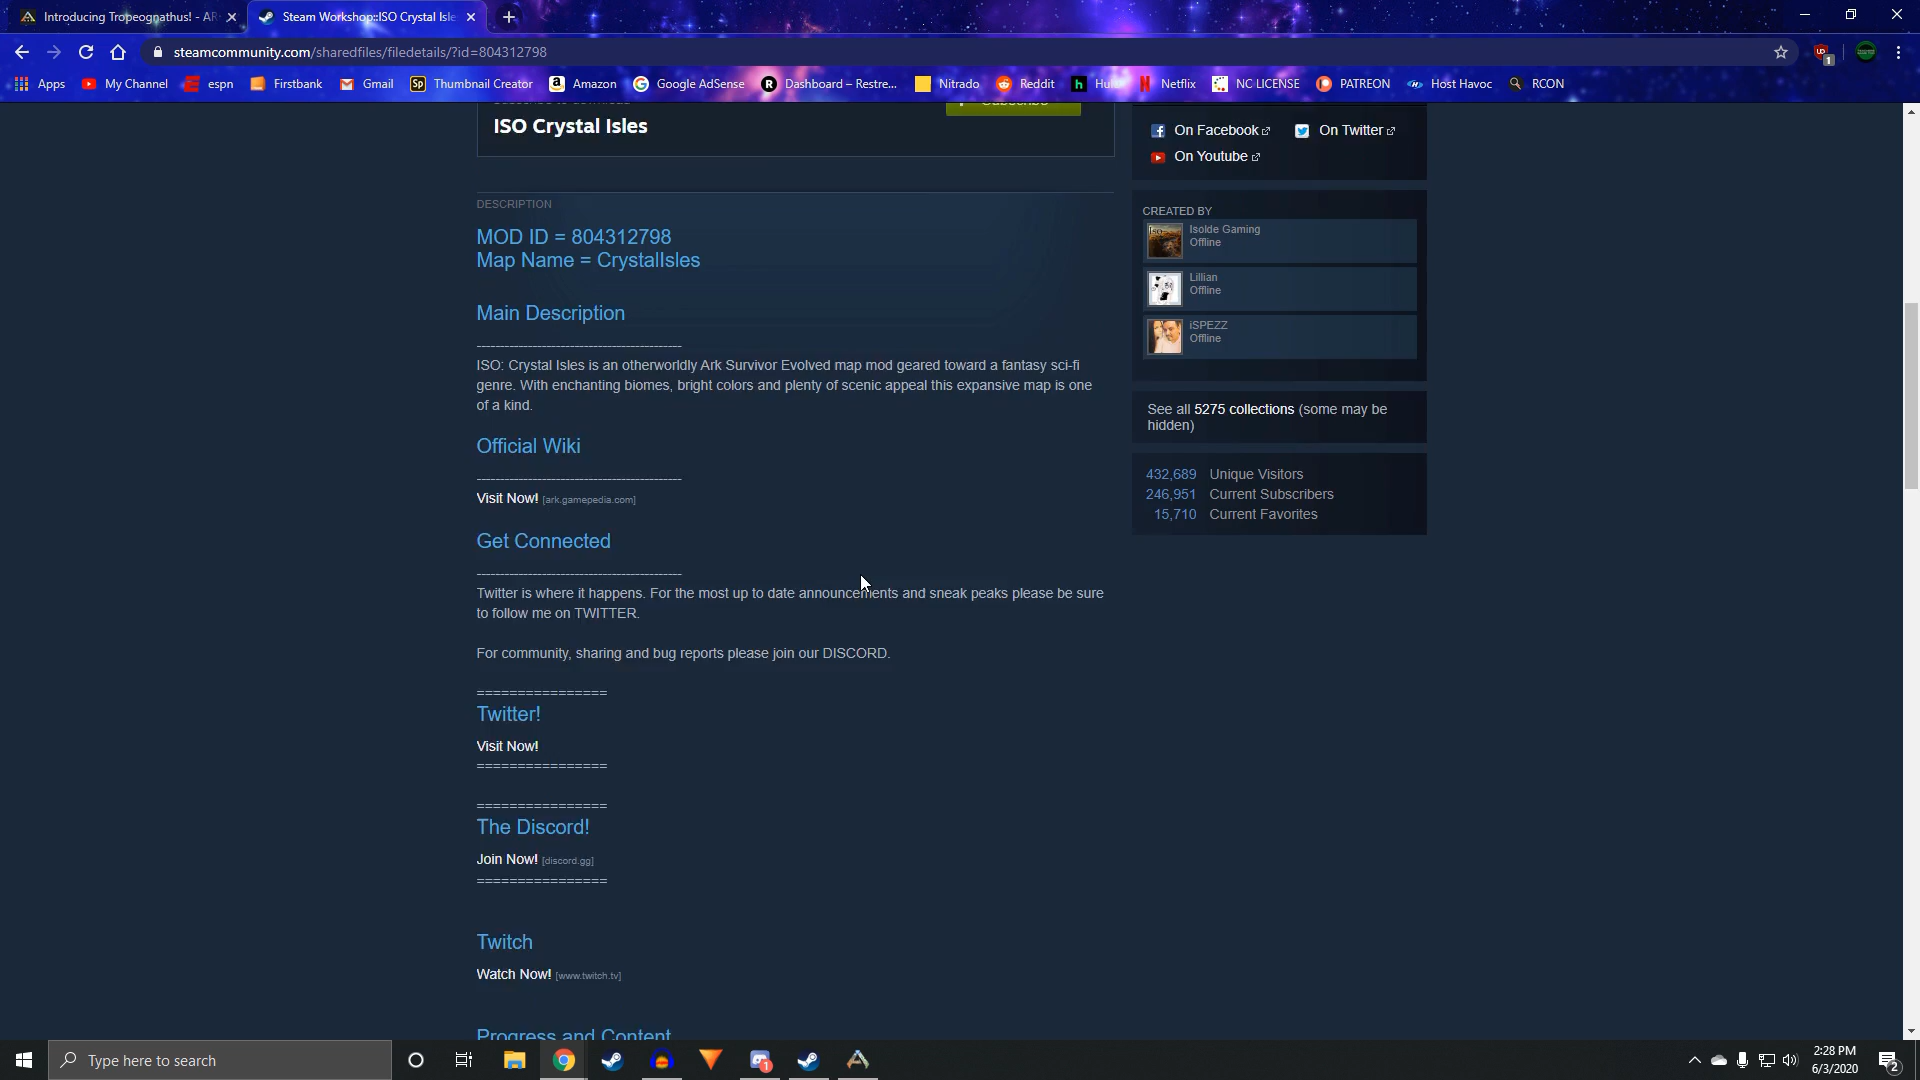 Introducing Tropeognathus! - AR
Steam Workshop::ISO Crystal Isle
steamcommunity.com/sharedfiles/filedetails/?id=804312798
Apps
My Channel
espn
Firstbank
Gmail
Thumbnail Creator
Amazon
Google AdSense
Dashboard – Restre...
Nitrado
Reddit
Netflix
NC LICENSE
PATREON
Host Havoc
RCON
ISO Crystal Isles
DESCRIPTION
MOD ID = 804312798
Map Name = CrystalIsles
Main Description
--------------------------------------------
ISO: Crystal Isles is an otherworldly Ark Survivor Evolved map mod geared toward a fantasy sci-fi
genre. With enchanting biomes, bright colors and plenty of scenic appeal this expansive map is one
of a kind.
Official Wiki
--------------------------------------------
Visit Now! [ark.gamepedia.com]
Get Connected
--------------------------------------------
Twitter is where it happens. For the most up to date announcements and sneak peaks please be sure
to follow me on TWITTER.
For community, sharing and bug reports please join our DISCORD.
================
Twitter!
Visit Now!
================
================
The Discord!
Join Now! [discord.gg]
================
Twitch
Watch Now! [www.twitch.tv]
Progress and Content
On Facebook
On Twitter
On Youtube
CREATED BY
Isolde Gaming
Offline
Lillian
Offline
iSPEZZ
Offline
See all 5275 collections (some may be
hidden)
432,689 Unique Visitors
246,951 Current Subscribers
15,710 Current Favorites
Type here to search
2:28 PM
6/3/2020